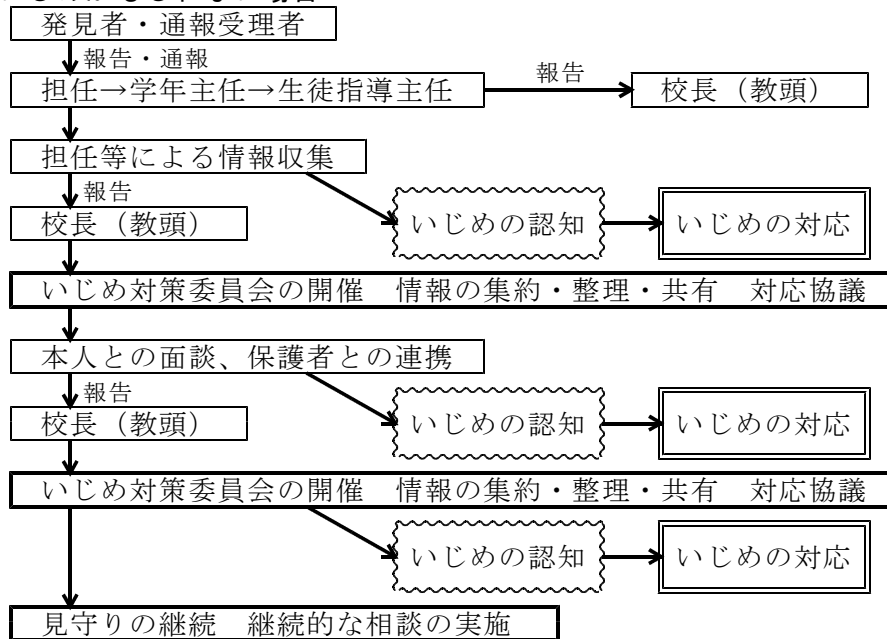 発見者・通報受理者
報告・通報
担任→学年主任→生徒指導主任
報告
校長(教頭)
担任等による情報収集
報告
校長(教頭)
いじめの認知
いじめの対応
いじめ対策委員会の開催 情報の集約・整理・共有 対応協議
本人との面談、保護者との連携
報告
校長(教頭)
いじめの認知
いじめの対応
いじめ対策委員会の開催 情報の集約・整理・共有 対応協議
いじめの認知
いじめの対応
見守りの継続 継続的な相談の実施